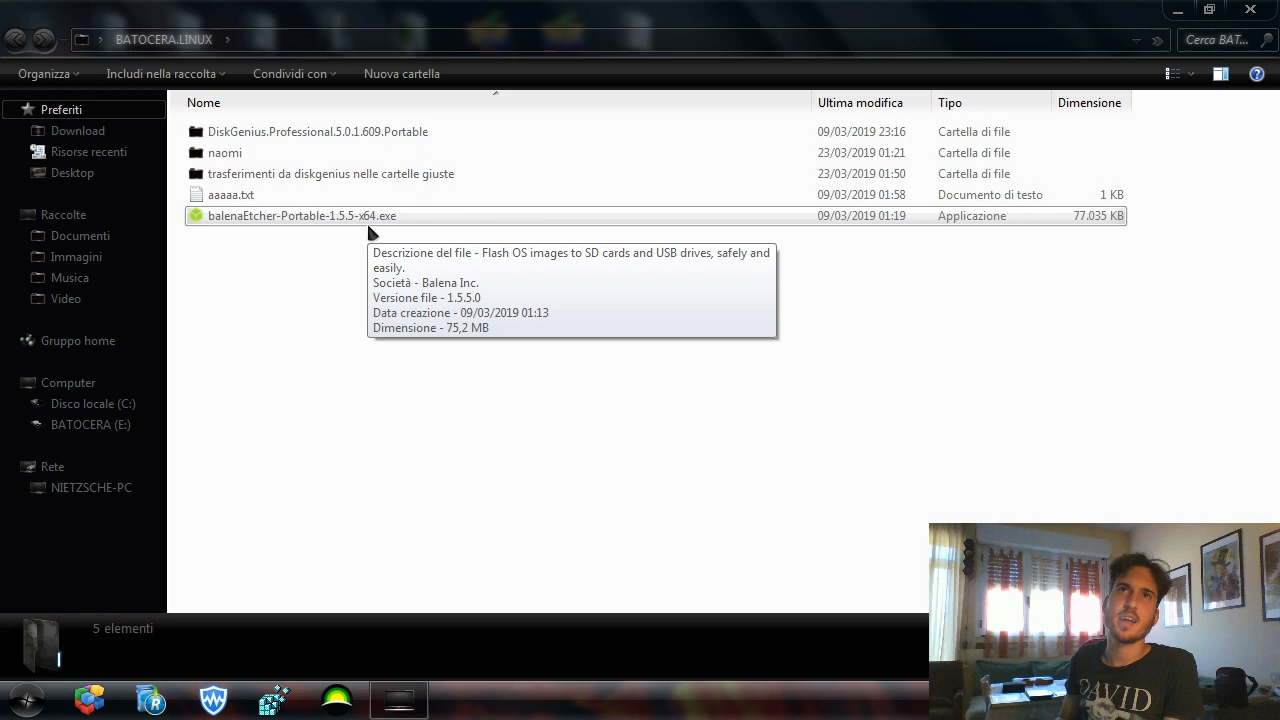 BATOCERA.LINUX
Cerca BAT...
Organizza
Includi nella raccolta
Condividi con
Nuova cartella
Preferiti
Download
Risorse recenti
Desktop
Raccolte
Documenti
Immagini
Musica
Video
Gruppo home
Computer
Disco locale (C:)
BATOCERA (E:)
Rete
NIETZSCHE-PC
Nome Ultima modifica Tipo Dimensione
DiskGenius.Professional.5.0.1.609.Portable 09/03/2019 23:16 Cartella di file
naomi 23/03/2019 01:21 Cartella di file
trasferimenti da diskgenius nelle cartelle giuste 23/03/2019 01:50 Cartella di file
aaaaa.txt 09/03/2019 01:58 Documento di testo 1 KB
balenaEtcher-Portable-1.5.5-x64.exe 09/03/2019 01:19 Applicazione 77.035 KB
Descrizione del file - Flash OS images to SD cards and USB drives, safely and
easily.
Società - Balena Inc.
Versione file - 1.5.5.0
Data creazione - 09/03/2019 01:13
Dimensione - 75,2 MB
5 elementi
DAVID